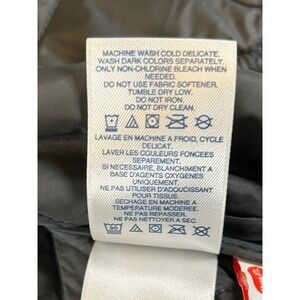 MACHINE WASH COLD DELICATE.
WASH DARK COLORS SEPARATELY.
ONLY NON-CHLORINE BLEACH WHEN
NEEDED.
DO NOT USE FABRIC SOFTENER.
TUMBLE DRY LOW.
DO NOT IRON.
DO NOT DRY CLEAN.
LAVAGE EN MACHINE A FROID, CYCLE
DELICAT.
LAVER LES COULEURS FONCEES
SEPAREMENT.
SI NECESSAIRE, BLANCHIMENT A
BASE D'AGENTS OXYGENES
UNIQUEMENT.
NE PAS UTILISER D'ADOUCISSANT
POUR TISSUS.
SECHAGE EN MACHINE A
TEMPERATURE MODEREE.
NE PAS REPASSER.
NE PAS NETTOYER A SEC.